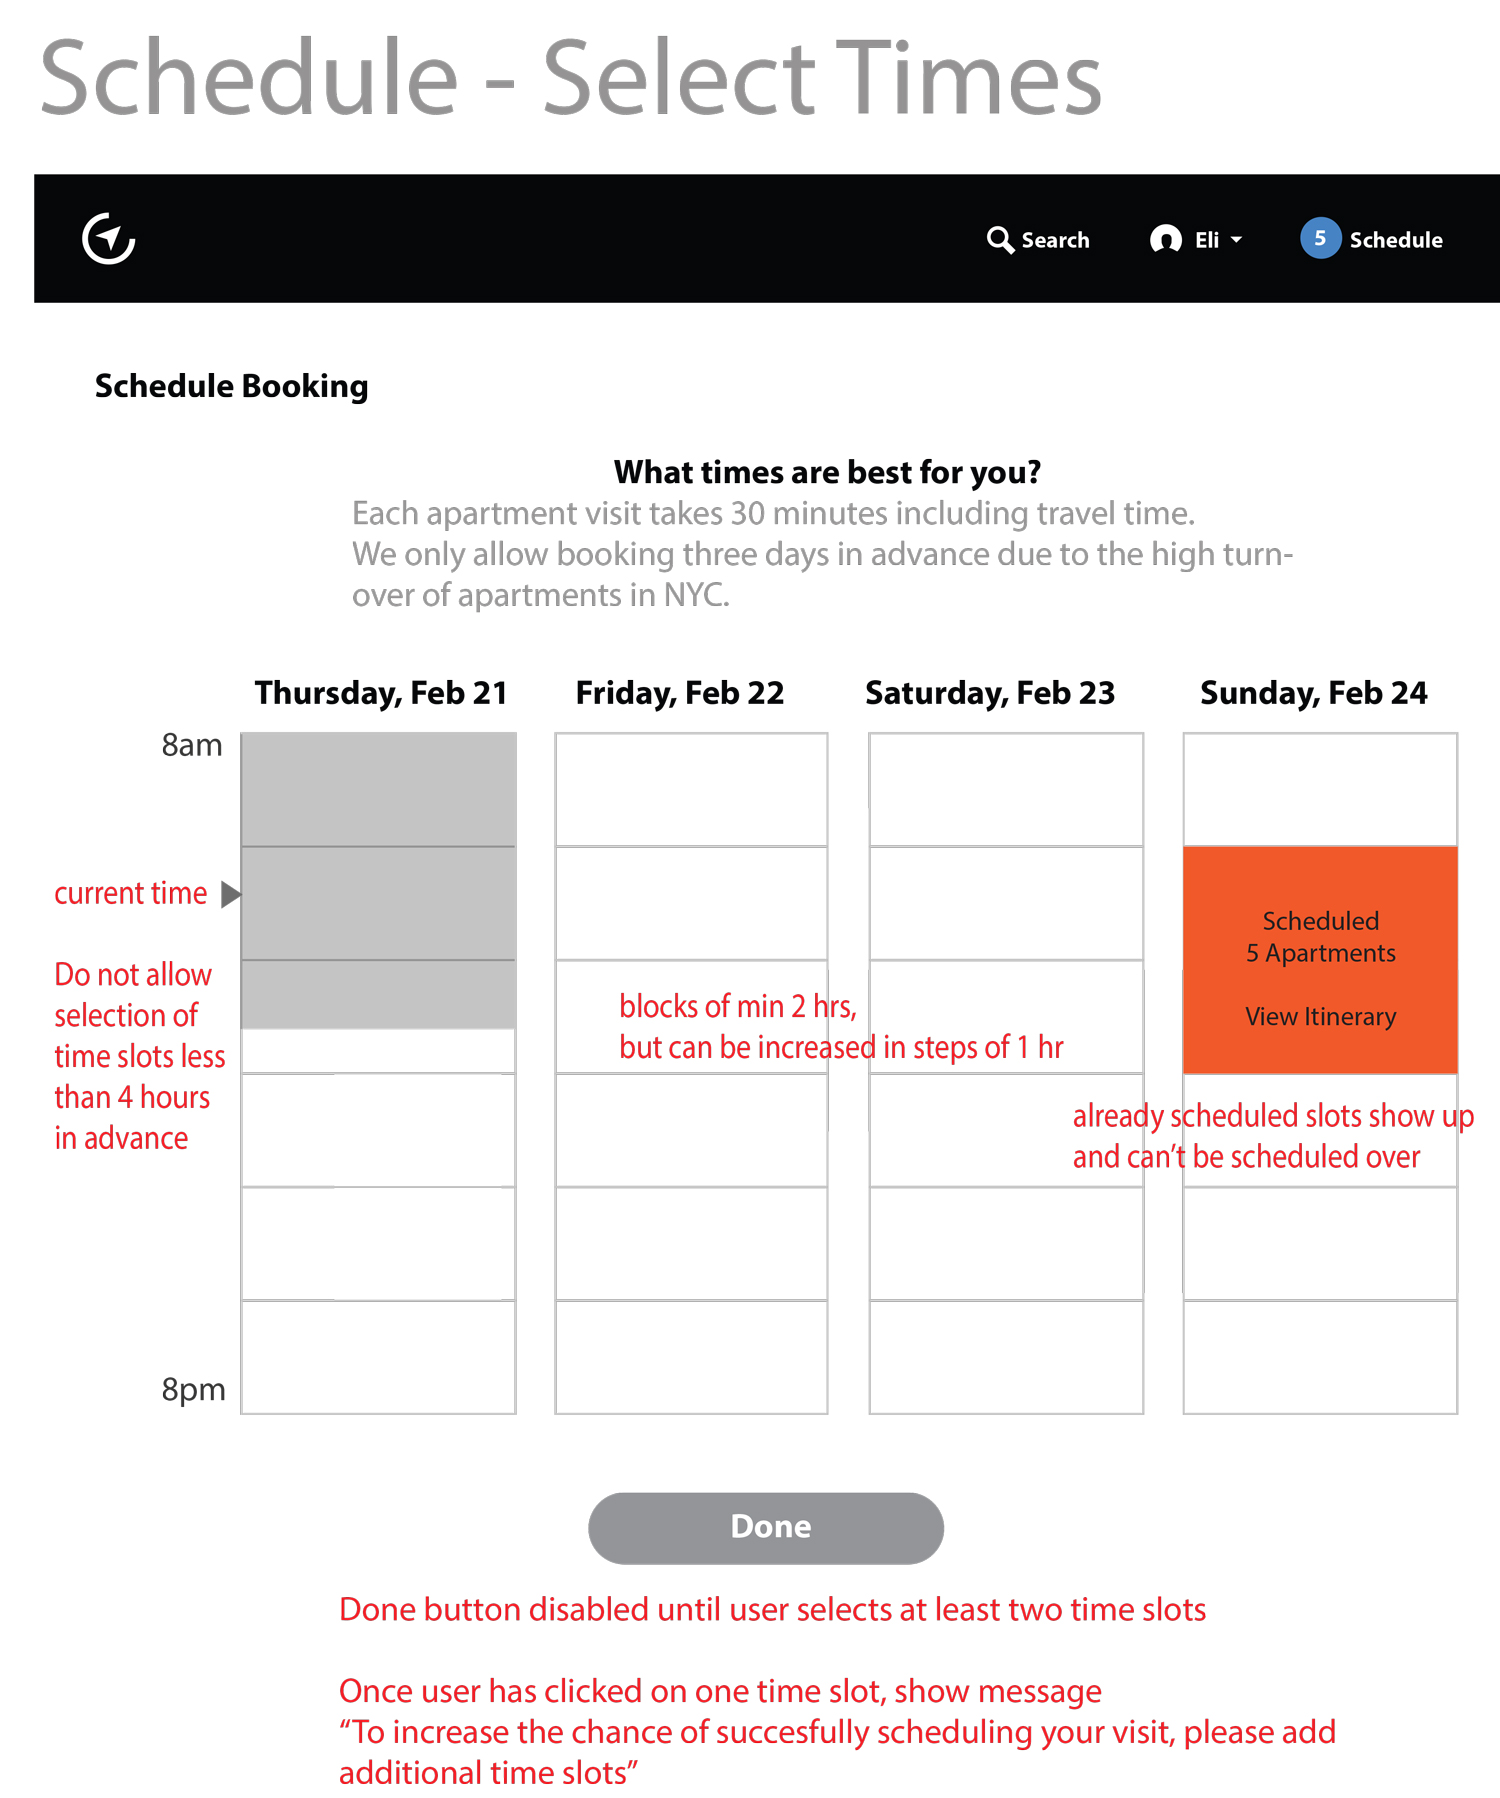 Schedule - Select Times
Search
Eli
5
Schedule
Schedule Booking
What times are best for you?
Each apartment visit takes 30 minutes including travel time.
We only allow booking three days in advance due to the high turn-
over of apartments in NYC.
Thursday, Feb 21
Friday, Feb 22
Saturday, Feb 23
Sunday, Feb 24
8am
current time
Do not allow
selection of
time slots less
than 4 hours
in advance
blocks of min 2 hrs,
but can be increased in steps of 1 hr
Scheduled
5 Apartments
View Itinerary
already scheduled slots show up
and can't be scheduled over
8pm
Done
Done button disabled until user selects at least two time slots
Once user has clicked on one time slot, show message
“To increase the chance of succesfully scheduling your visit, please add
additional time slots”